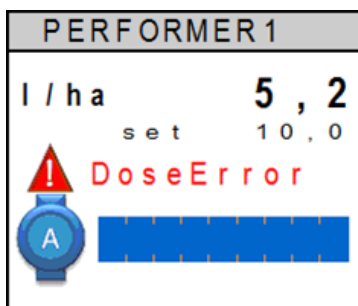 PERFORMER1
l/ha 5,2
set 10,0
! DoseError
A